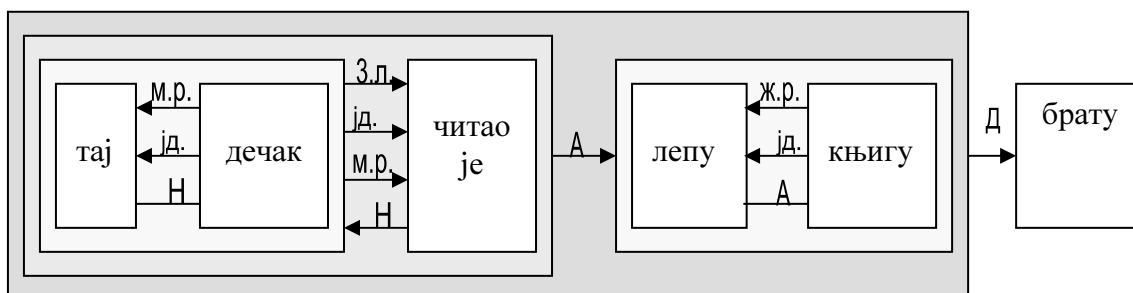 тај
м.р.
јд.
Н
дечак
3.л.
јд.
м.р.
Н
читао
је
А
лепу
ж.р.
јд.
А
књигу
Д
брату